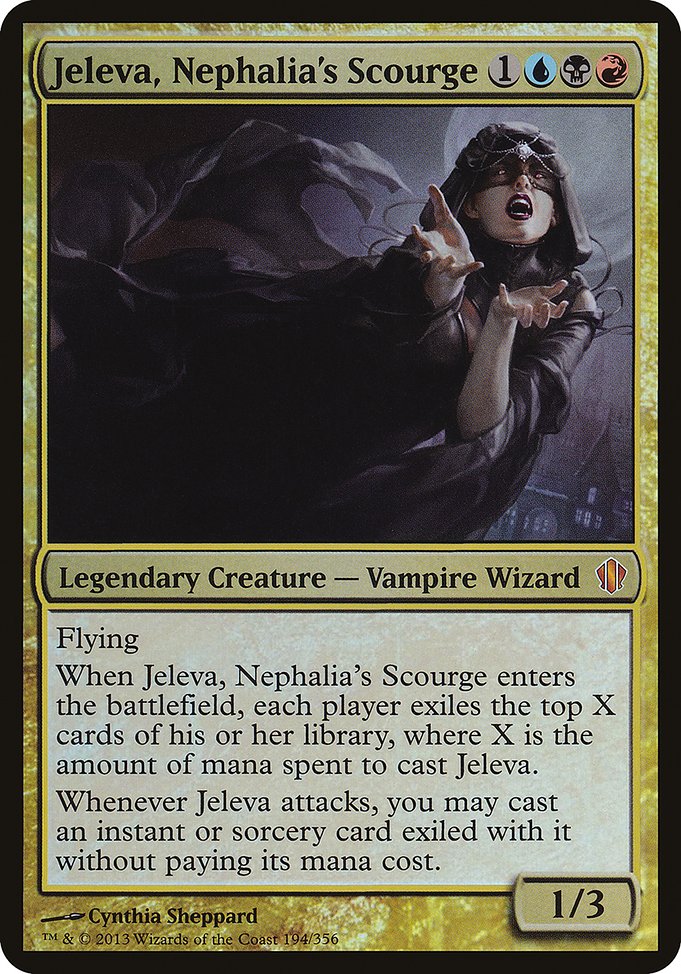 Jeleva, Nephalia's Scourge 1
Legendary Creature — Vampire Wizard
Flying
When Jeleva, Nephalia's Scourge enters
the battlefield, each player exiles the top X
cards of his or her library, where X is the
amount of mana spent to cast Jeleva.
Whenever Jeleva attacks, you may cast
an instant or sorcery card exiled with it
without paying its mana cost.
1/3
Cynthia Sheppard
™ & © 2013 Wizards of the Coast 194/356